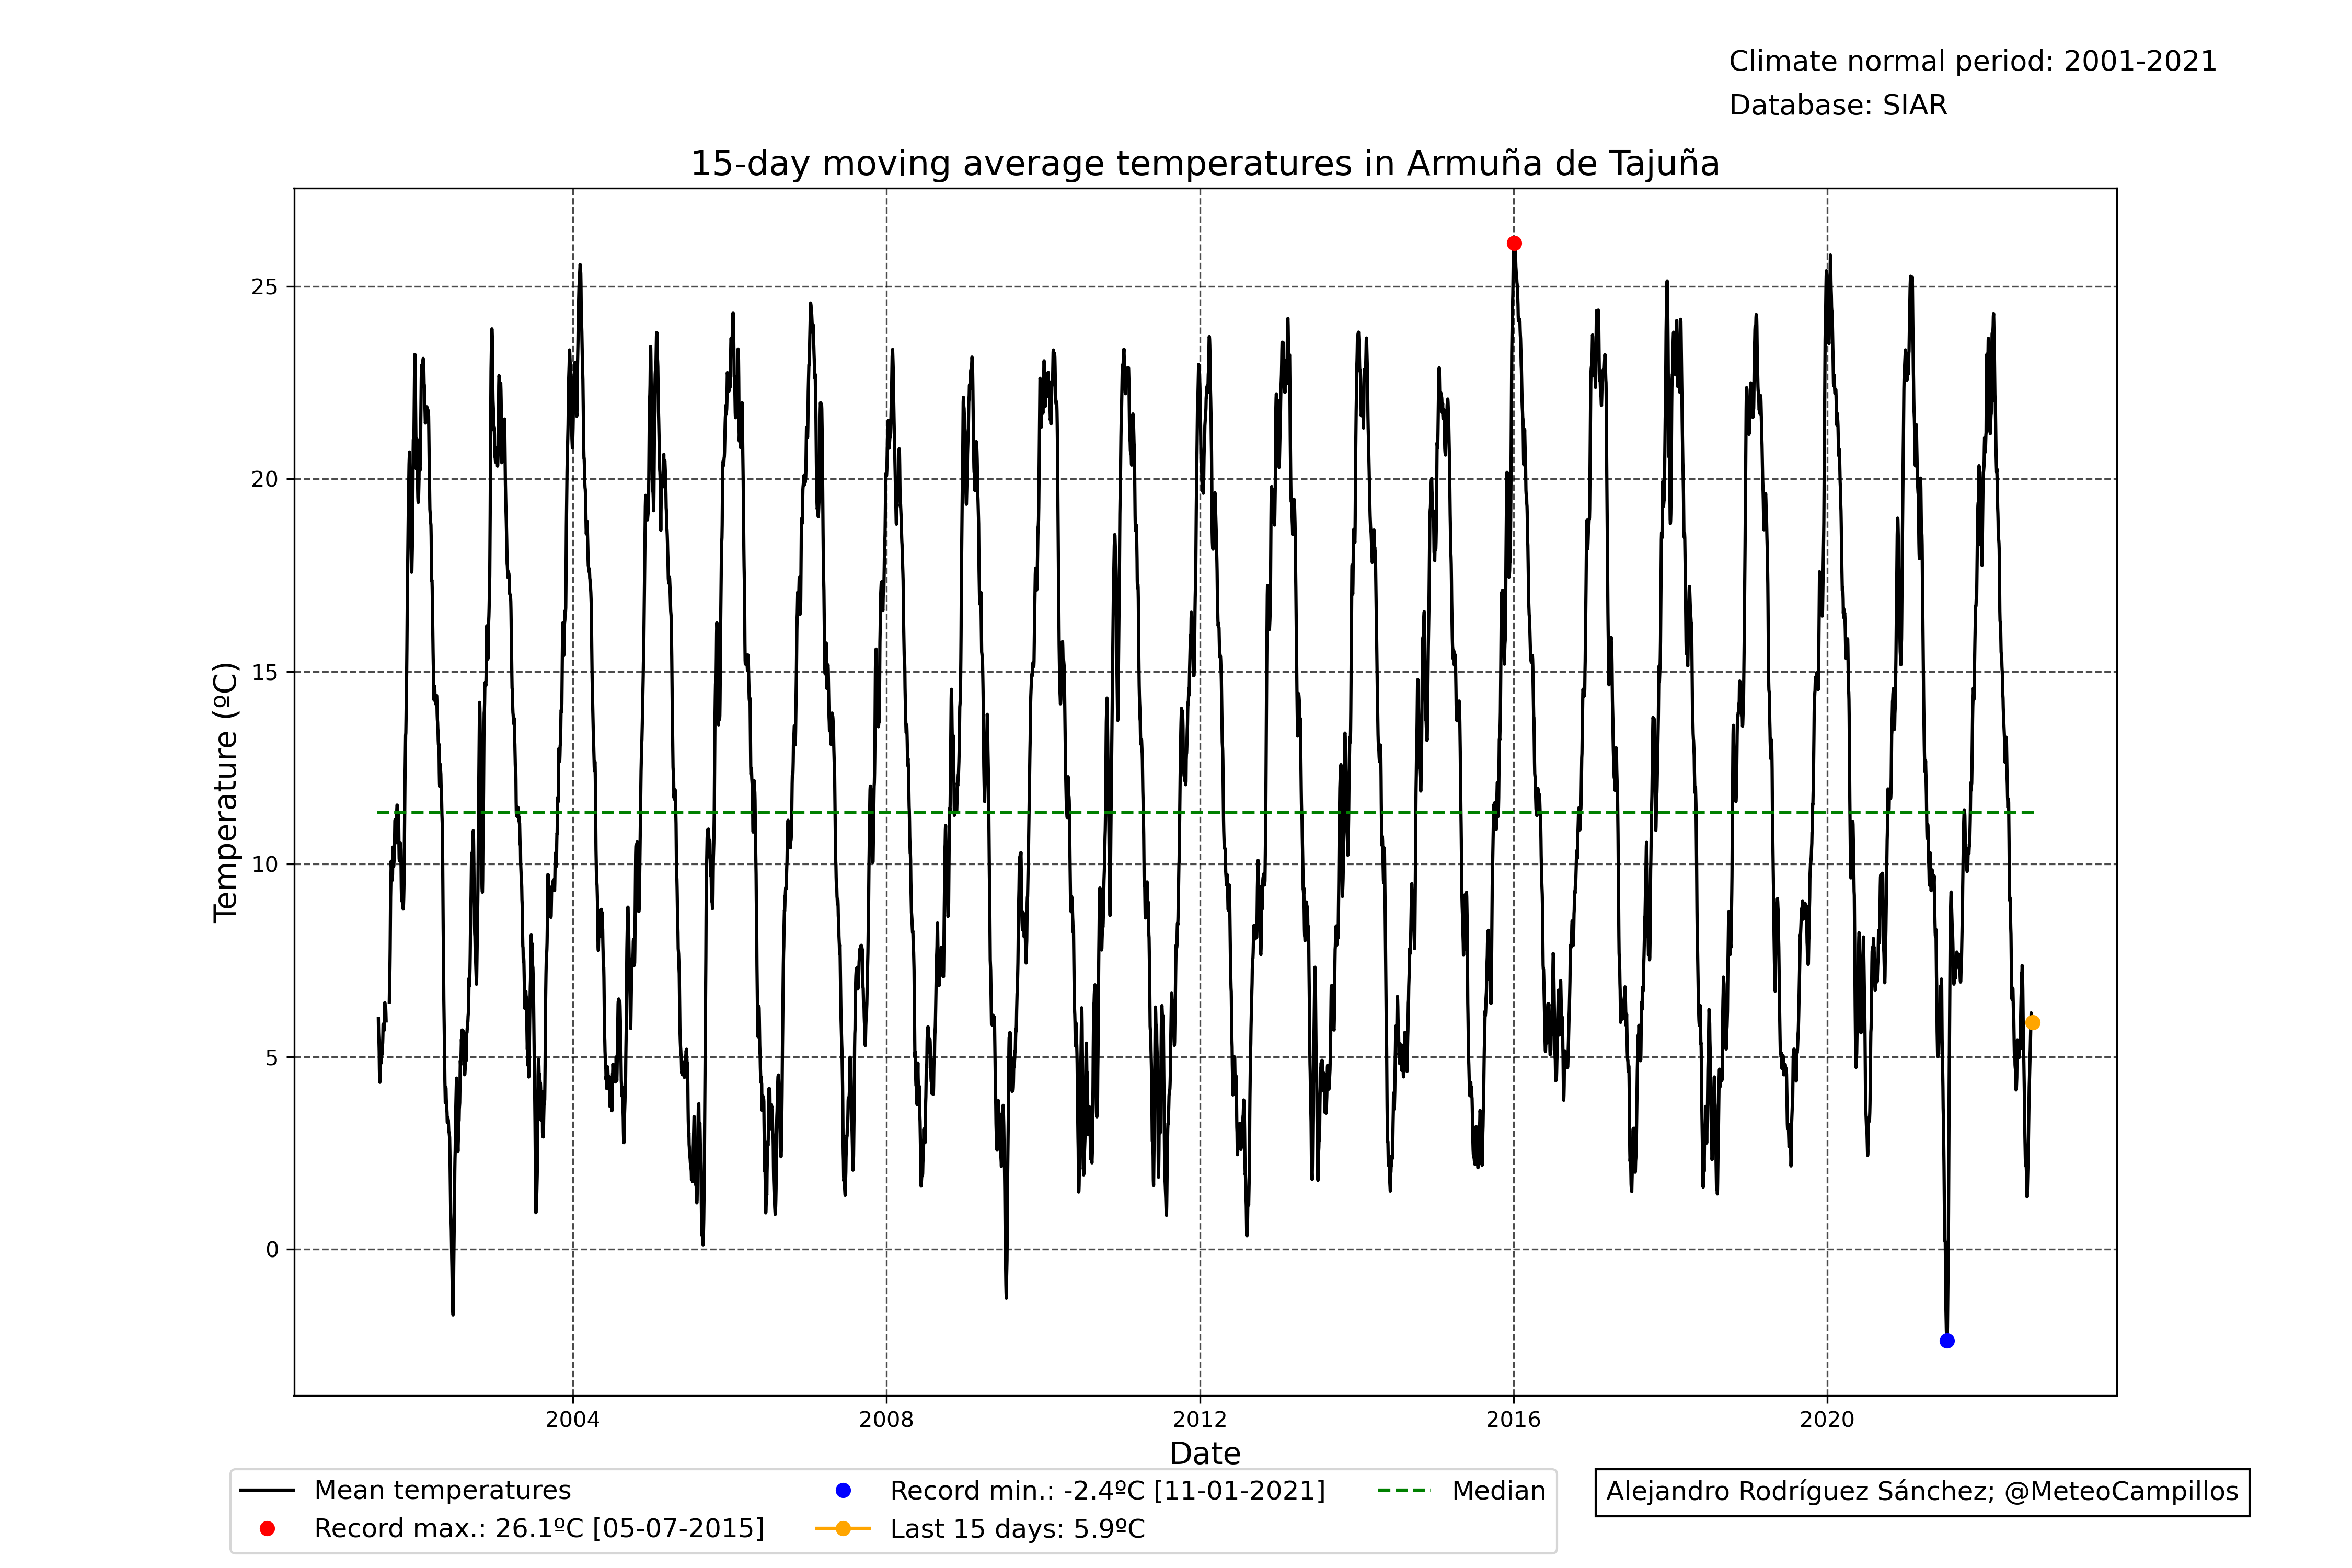 Climate normal period: 2001-2021
Database: SIAR
15-day moving average temperatures in Armuña de Tajuña
Temperature (ºC)
25
20
15
10
5
0
2004
2008
2012
2016
2020
Date
Mean temperatures
Record max.: 26.1ºC [05-07-2015]
Record min.: -2.4ºC [11-01-2021]
Last 15 days: 5.9ºC
Median
Alejandro Rodríguez Sánchez; @MeteoCampillos